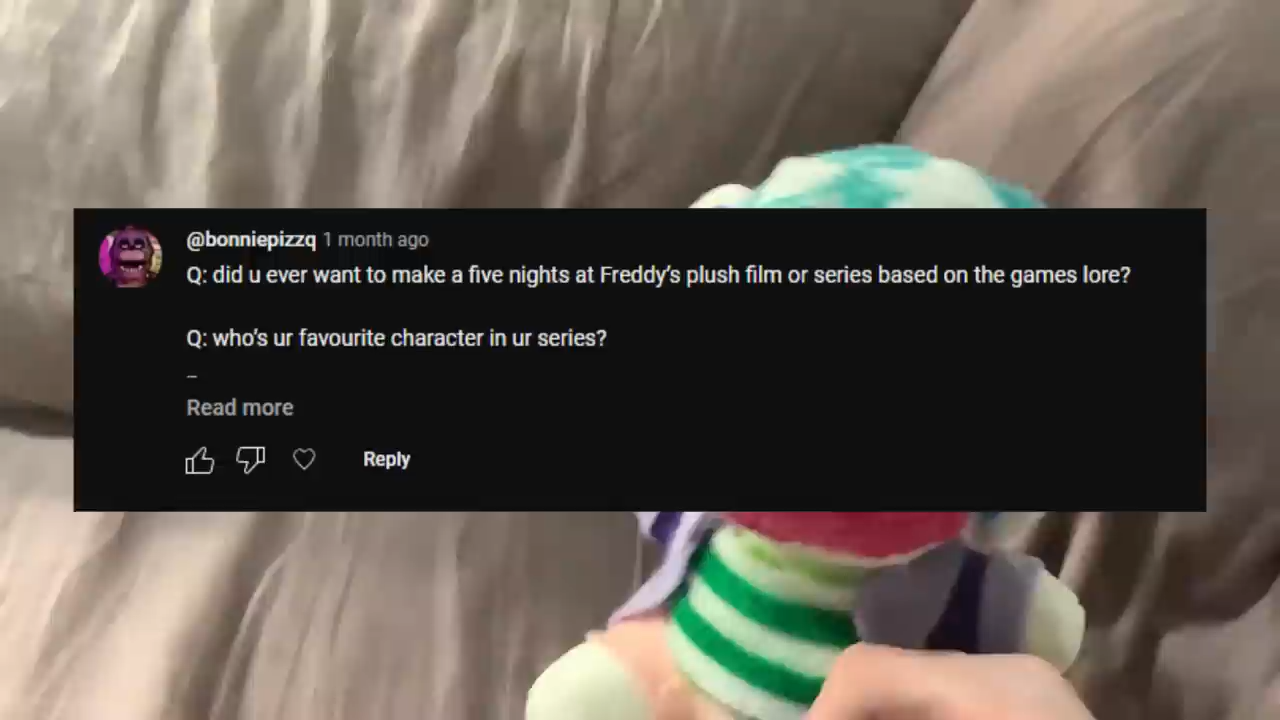 @bonniepizzq 1 month ago
Q: did u ever want to make a five nights at Freddy's plush film or series based on the games lore?
Q: who's ur favourite character in ur series?
_
Read more
Reply